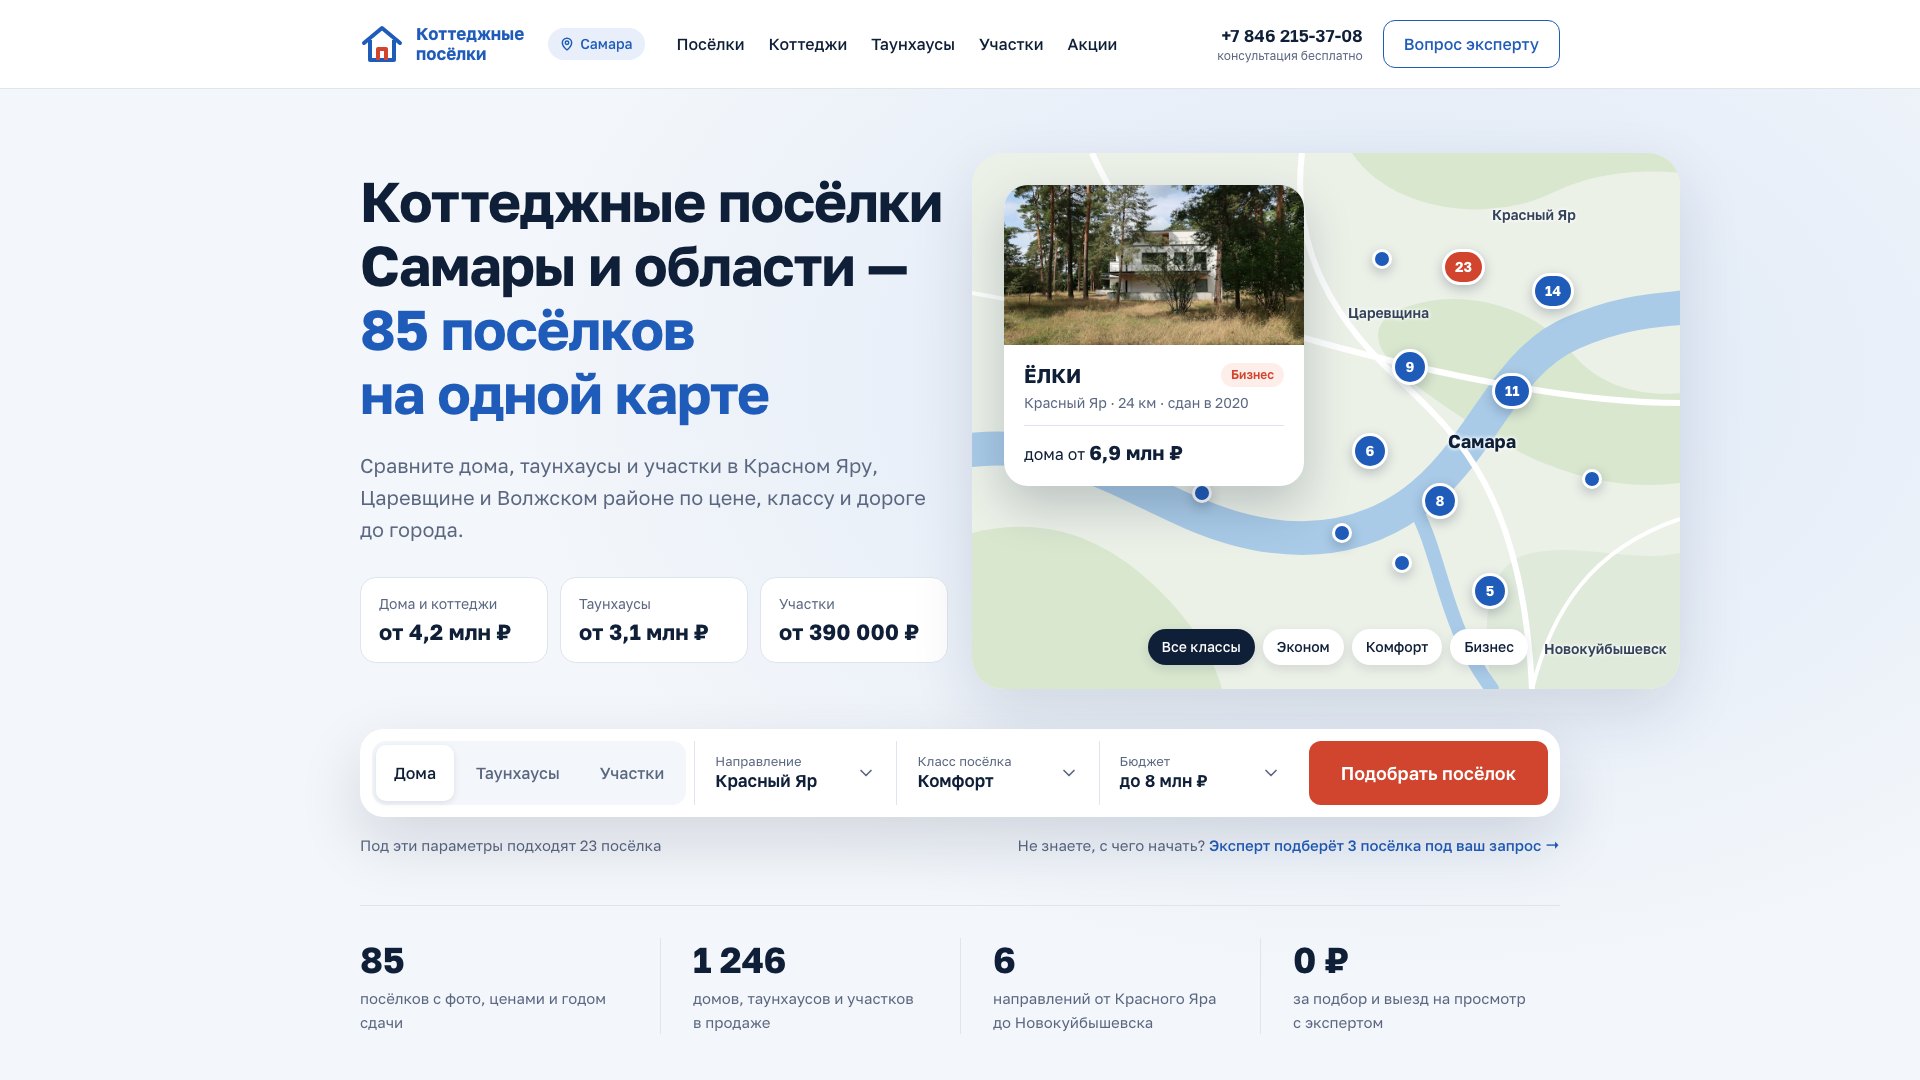 Коттеджные
посёлки
Самара
Посёлки
Коттеджи
Таунхаусы
Участки
Акции
+7 846 215-37-08
консультация бесплатно
Вопрос эксперту
Коттеджные посёлки
Самары и области —
85 посёлков
на одной карте
Сравните дома, таунхаусы и участки в Красном Яру,
Царевщине и Волжском районе по цене, классу и дороге
до города.
Дома и коттеджи
от 4,2 млн ₽
Таунхаусы
от 3,1 млн ₽
Участки
от 390 000 ₽
ЁЛКИ
Бизнес
Красный Яр · 24 км · сдан в 2020
дома от 6,9 млн ₽
Красный Яр
23
14
Царевщина
9
11
Самара
6
8
5
Все классы
Эконом
Комфорт
Бизнес
Новокуйбышевск
Дома
Таунхаусы
Участки
Направление
Красный Яр
Класс посёлка
Комфорт
Бюджет
до 8 млн ₽
Подобрать посёлок
Под эти параметры подходят 23 посёлка
Не знаете, с чего начать? Эксперт подберёт 3 посёлка под ваш запрос →
85
посёлков с фото, ценами и годом
сдачи
1 246
домов, таунхаусов и участков
в продаже
6
направлений от Красного Яра
до Новокуйбышевска
0 ₽
за подбор и выезд на просмотр
с экспертом